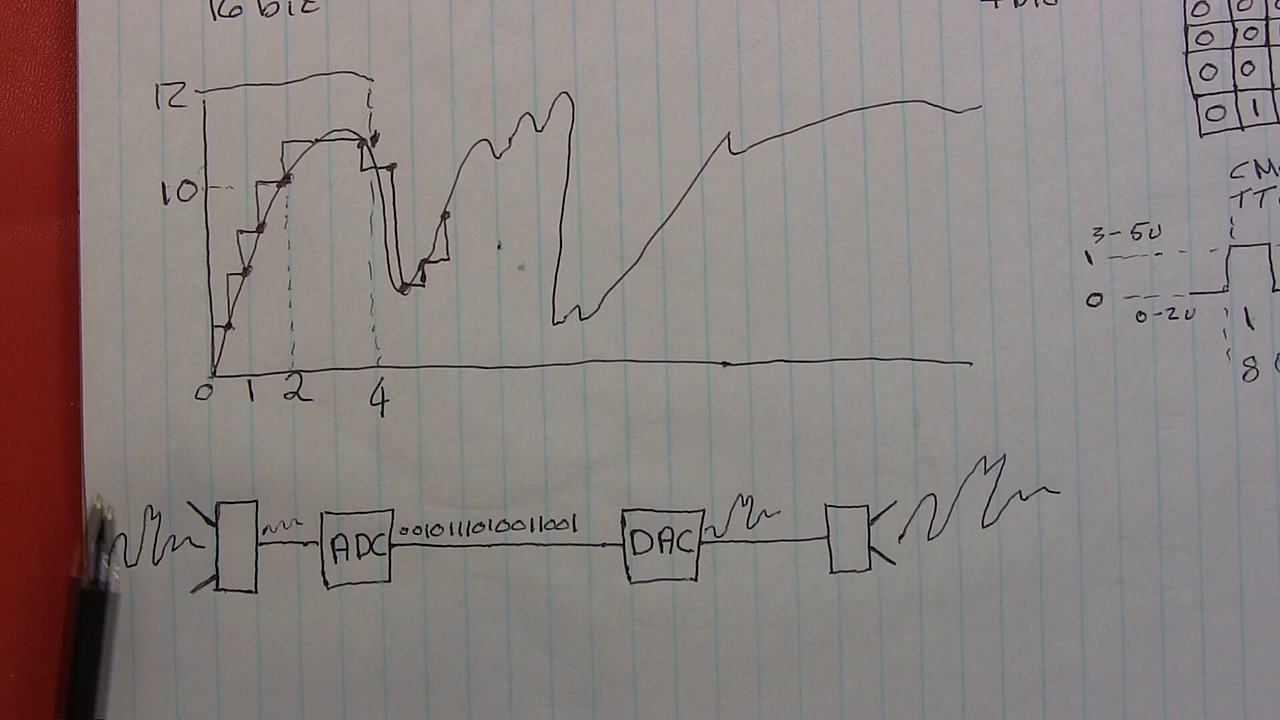 16 bit
0 0
0 0
0 0
0 1
12
10
0 1 2 4
3-5V
1
0
0-2V
1
8
ADC
0010111010011001
DAC